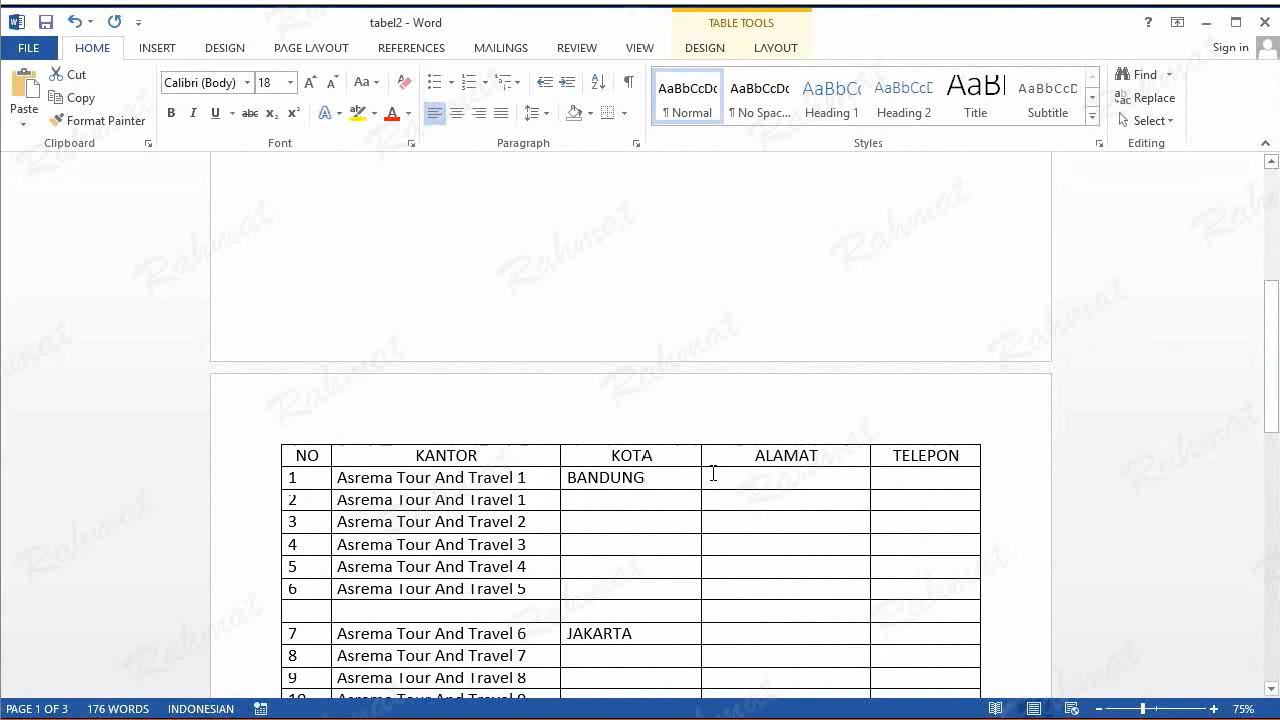 tabel2 - Word
TABLE TOOLS
FILE
HOME
INSERT
DESIGN
PAGE LAYOUT
REFERENCES
MAILINGS
REVIEW
VIEW
DESIGN
LAYOUT
Sign in
Paste
Cut
Copy
Format Painter
Clipboard
Calibri (Body)
18
Font
Paragraph
AaBbCcDc
¶ Normal
AaBbCcDc
¶ No Spac...
AaBbCc
Heading 1
AaBbCcD
Heading 2
AaBl
Title
AaBbCcD
Subtitle
Styles
Find
Replace
Select
Editing
Rahmat
NO KANTOR KOTA ALAMAT TELEPON
1 Asrema Tour And Travel 1 BANDUNG
2 Asrema Tour And Travel 1
3 Asrema Tour And Travel 2
4 Asrema Tour And Travel 3
5 Asrema Tour And Travel 4
6 Asrema Tour And Travel 5
7 Asrema Tour And Travel 6 JAKARTA
8 Asrema Tour And Travel 7
9 Asrema Tour And Travel 8
PAGE 1 OF 3
176 WORDS
INDONESIAN
75%